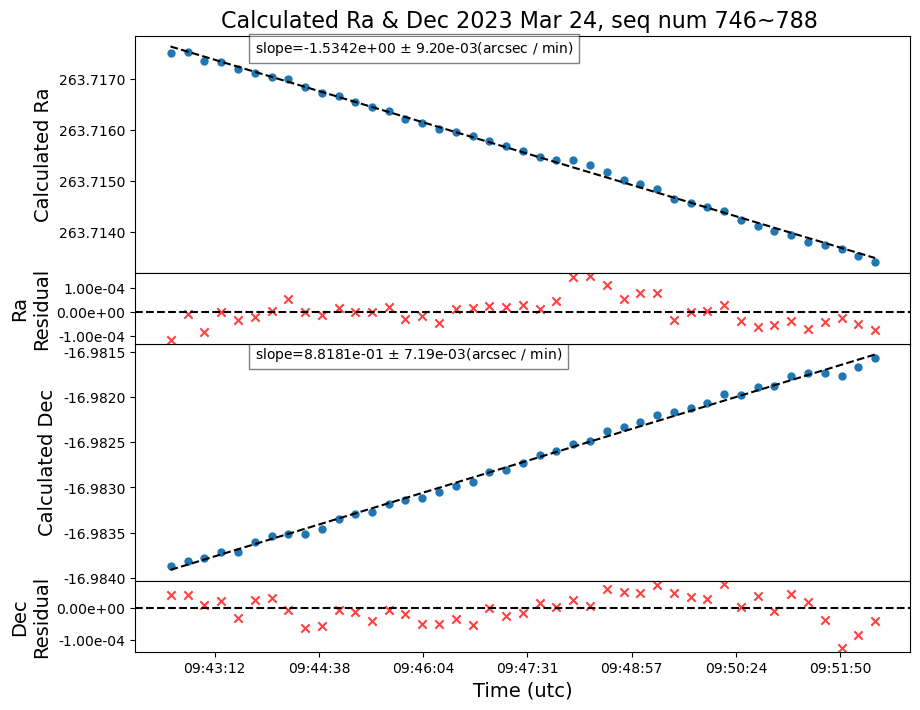 Calculated Ra & Dec 2023 Mar 24, seq num 746~788
slope=-1.5342e+00 ± 9.20e-03(arcsec / min)
Calculated Ra
263.7170
263.7160
263.7150
263.7140
Ra
Residual
1.00e-04
0.00e+00
-1.00e-04
slope=8.8181e-01 ± 7.19e-03(arcsec / min)
Calculated Dec
-16.9815
-16.9820
-16.9825
-16.9830
-16.9835
-16.9840
Dec
Residual
0.00e+00
-1.00e-04
09:43:12 09:44:38 09:46:04 09:47:31 09:48:57 09:50:24 09:51:50
Time (utc)